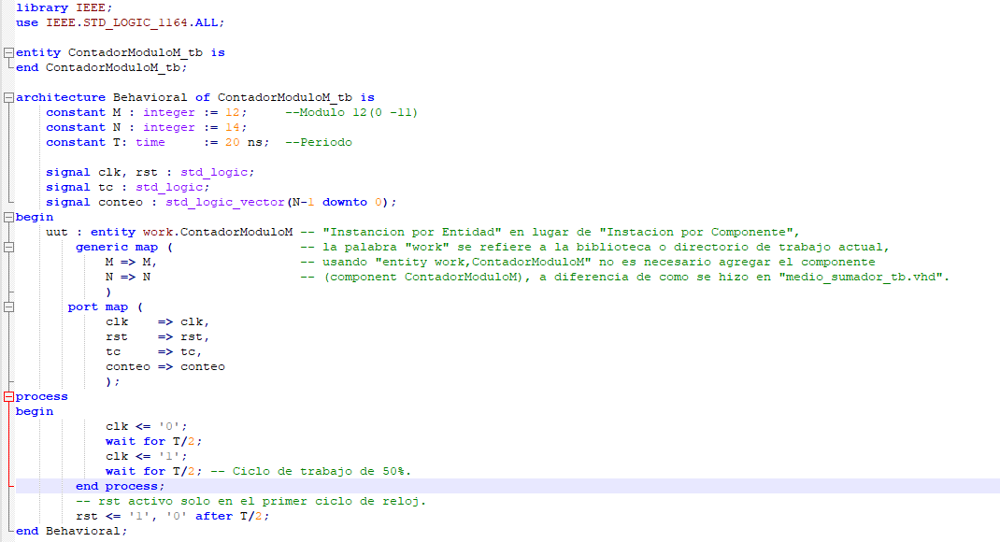 library IEEE;
use IEEE.STD_LOGIC_1164.ALL;
entity ContadorModuloM_tb is
end ContadorModuloM_tb;
architecture Behavioral of ContadorModuloM_tb is
constant M : integer := 12; --Modulo 12(0 -11)
constant N : integer := 14;
constant T: time := 20 ns; --Periodo
signal clk, rst : std_logic;
signal tc : std_logic;
signal conteo : std_logic_vector(N-1 downto 0);
begin
uut : entity work.ContadorModuloM -- "Instancion por Entidad" en lugar de "Instacion por Componente",
generic map ( -- la palabra "work" se refiere a la biblioteca o directorio de trabajo actual,
M => M, -- usando "entity work,ContadorModuloM" no es necesario agregar el componente
N => N -- (component ContadorModuloM), a diferencia de como se hizo en "medio_sumador_tb.vhd".
)
port map (
clk => clk,
rst => rst,
tc => tc,
conteo => conteo
);
process
begin
clk <= '0';
wait for T/2;
clk <= '1';
wait for T/2; -- Ciclo de trabajo de 50%.
end process;
-- rst activo solo en el primer ciclo de reloj.
rst <= '1', '0' after T/2;
end Behavioral;